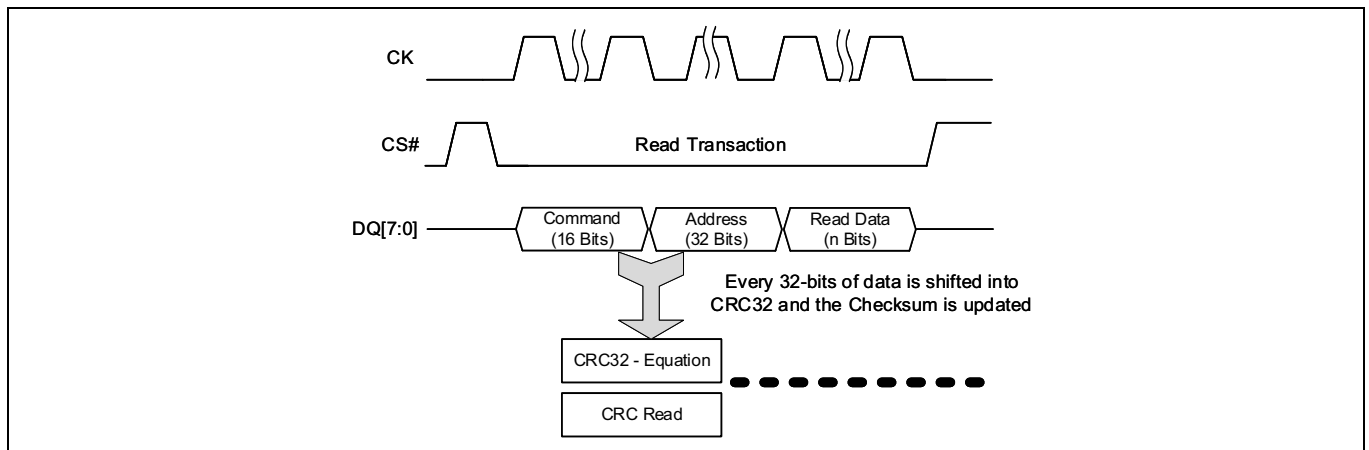 CK
CS#
Read Transaction
DQ[7:0]
Command
(16 Bits)
Address
(32 Bits)
Read Data
(n Bits)
Every 32-bits of data is shifted into
CRC32 and the Checksum is updated
CRC32 - Equation
CRC Read